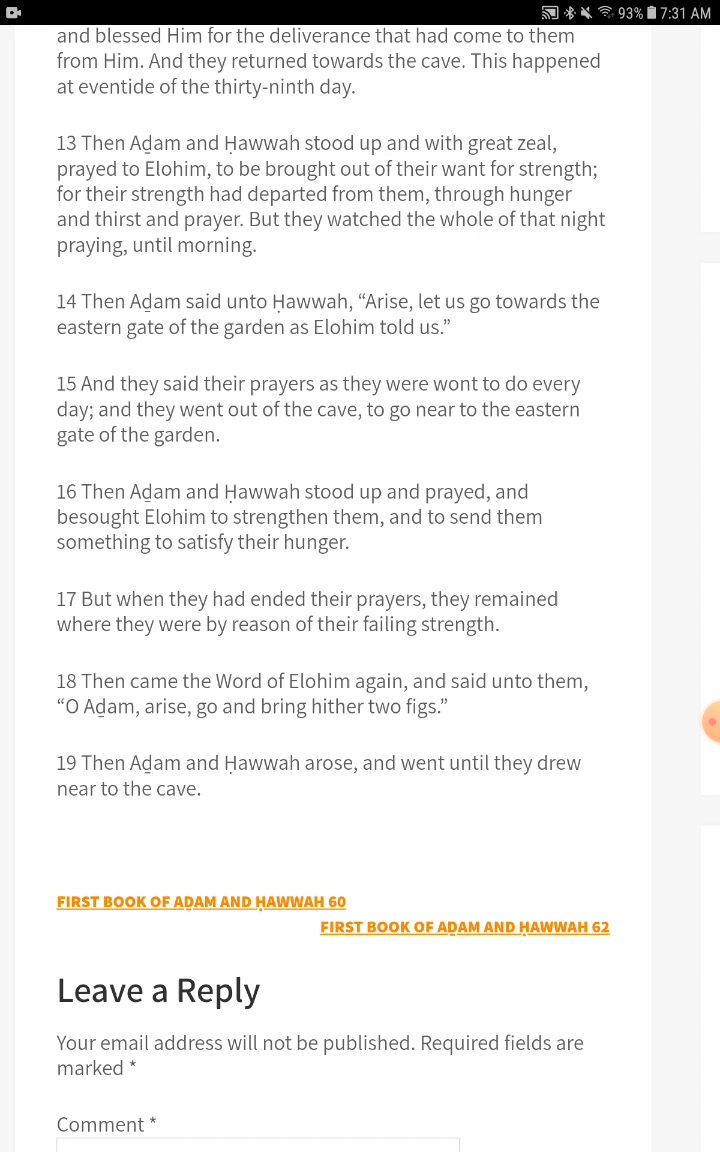 93% 7:31 AM
and blessed Him for the deliverance that had come to them
from Him. And they returned towards the cave. This happened
at eventide of the thirty-ninth day.
13 Then Aḏam and Ḥawwah stood up and with great zeal,
prayed to Elohim, to be brought out of their want for strength;
for their strength had departed from them, through hunger
and thirst and prayer. But they watched the whole of that night
praying, until morning.
14 Then Aḏam said unto Ḥawwah, “Arise, let us go towards the
eastern gate of the garden as Elohim told us.”
15 And they said their prayers as they were wont to do every
day; and they went out of the cave, to go near to the eastern
gate of the garden.
16 Then Aḏam and Ḥawwah stood up and prayed, and
besought Elohim to strengthen them, and to send them
something to satisfy their hunger.
17 But when they had ended their prayers, they remained
where they were by reason of their failing strength.
18 Then came the Word of Elohim again, and said unto them,
“O Aḏam, arise, go and bring hither two figs.”
19 Then Aḏam and Ḥawwah arose, and went until they drew
near to the cave.
FIRST BOOK OF AḎAM AND ḤAWWAH 60
FIRST BOOK OF AḎAM AND ḤAWWAH 62
Leave a Reply
Your email address will not be published. Required fields are
marked *
Comment *